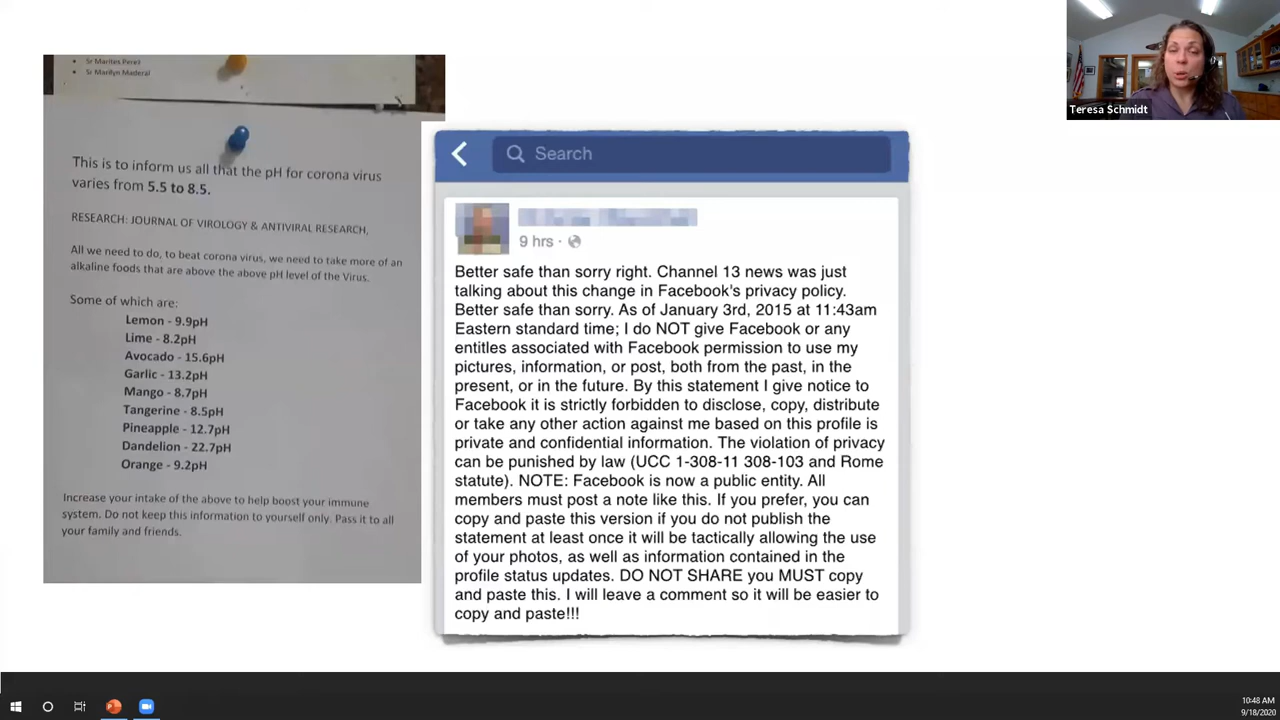 Sr Marites Perez
Sr Marilyn Maderal
This is to inform us all that the pH for corona virus
varies from 5.5 to 8.5.
RESEARCH: JOURNAL OF VIROLOGY & ANTIVIRAL RESEARCH,
All we need to do, to beat corona virus, we need to take more of an
alkaline foods that are above the above pH level of the Virus.
Some of which are:
Lemon - 9.9pH
Lime - 8.2pH
Avocado - 15.6pH
Garlic - 13.2pH
Mango - 8.7pH
Tangerine - 8.5pH
Pineapple - 12.7pH
Dandelion - 22.7pH
Orange - 9.2pH
Increase your intake of the above to help boost your immune
system. Do not keep this information to yourself only. Pass it to all
your family and friends.
Search
9 hrs ·
Better safe than sorry right. Channel 13 news was just
talking about this change in Facebook's privacy policy.
Better safe than sorry. As of January 3rd, 2015 at 11:43am
Eastern standard time; I do NOT give Facebook or any
entities associated with Facebook permission to use my
pictures, information, or post, both from the past, in the
present, or in the future. By this statement I give notice to
Facebook it is strictly forbidden to disclose, copy, distribute
or take any other action against me based on this profile is
private and confidential information. The violation of privacy
can be punished by law (UCC 1-308-11 308-103 and Rome
statute). NOTE: Facebook is now a public entity. All
members must post a note like this. If you prefer, you can
copy and paste this version if you do not publish the
statement at least once it will be tactically allowing the use
of your photos, as well as information contained in the
profile status updates. DO NOT SHARE you MUST copy
and paste this. I will leave a comment so it will be easier to
copy and paste!!!
Teresa Schmidt
10:48 AM
9/18/2020